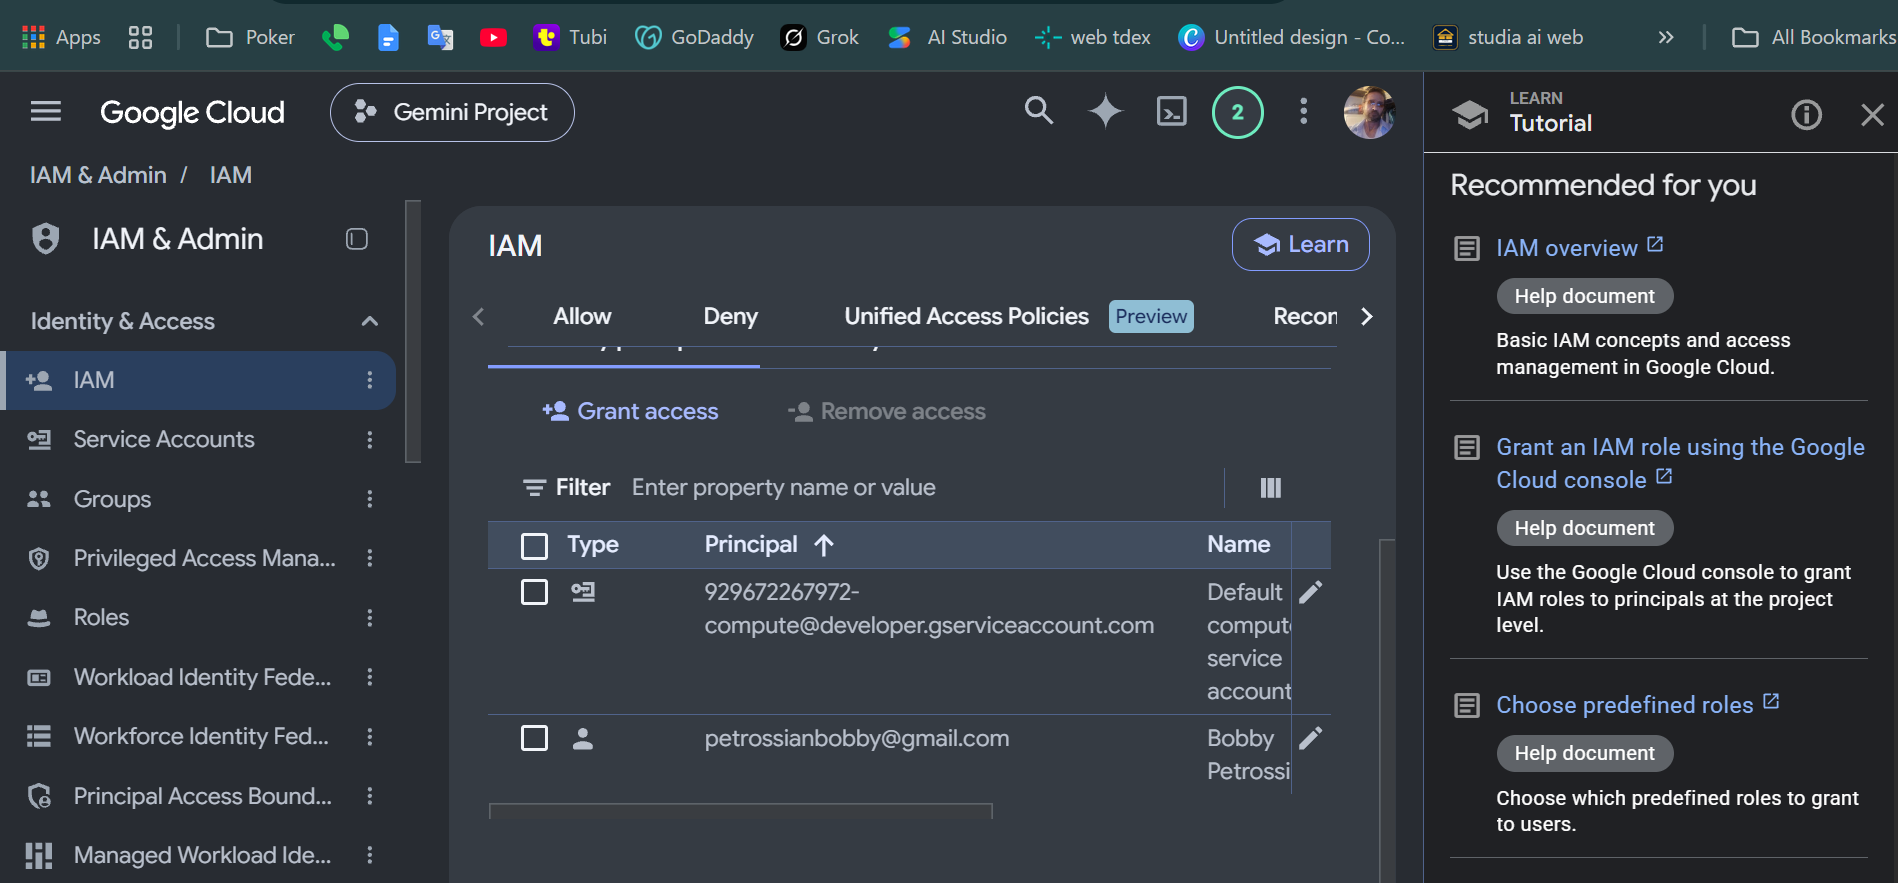 Apps
Poker
Tubi
GoDaddy
Grok
AI Studio
web tdex
Untitled design - Co...
studia ai web
All Bookmarks
Google Cloud
Gemini Project
2
LEARN
Tutorial
IAM & Admin / IAM
IAM & Admin
Identity & Access
IAM
Service Accounts
Groups
Privileged Access Mana...
Roles
Workload Identity Fede...
Workforce Identity Fed...
Principal Access Bound...
Managed Workload Ide...
IAM
Learn
Allow
Deny
Unified Access Policies
Preview
Recon
Grant access
Remove access
Filter
Enter property name or value
Type
Principal
Name
929672267972-
compute@developer.gserviceaccount.com
Default
compute
service
account
petrossianbobby@gmail.com
Bobby
Petrossi
Recommended for you
IAM overview
Help document
Basic IAM concepts and access
management in Google Cloud.
Grant an IAM role using the Google
Cloud console
Help document
Use the Google Cloud console to grant
IAM roles to principals at the project
level.
Choose predefined roles
Help document
Choose which predefined roles to grant
to users.